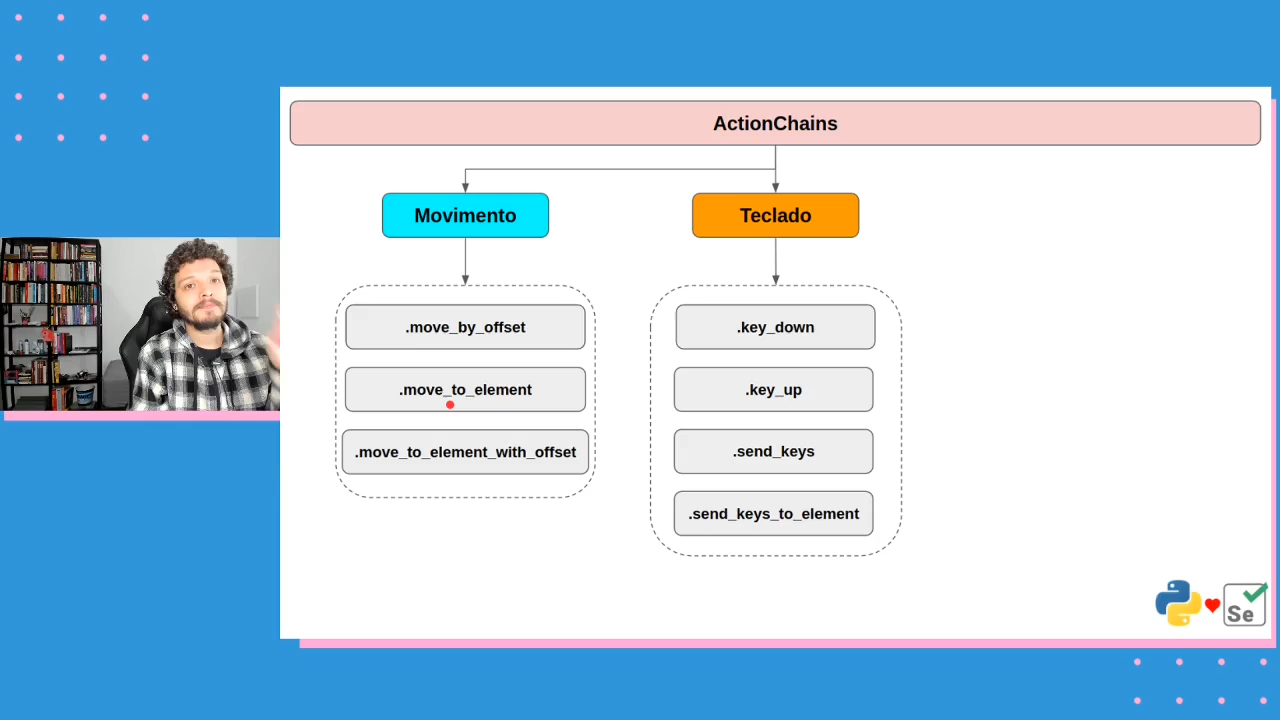 ActionChains
Movimento
Teclado
.move_by_offset
.move_to_element
.move_to_element_with_offset
.key_down
.key_up
.send_keys
.send_keys_to_element
Se